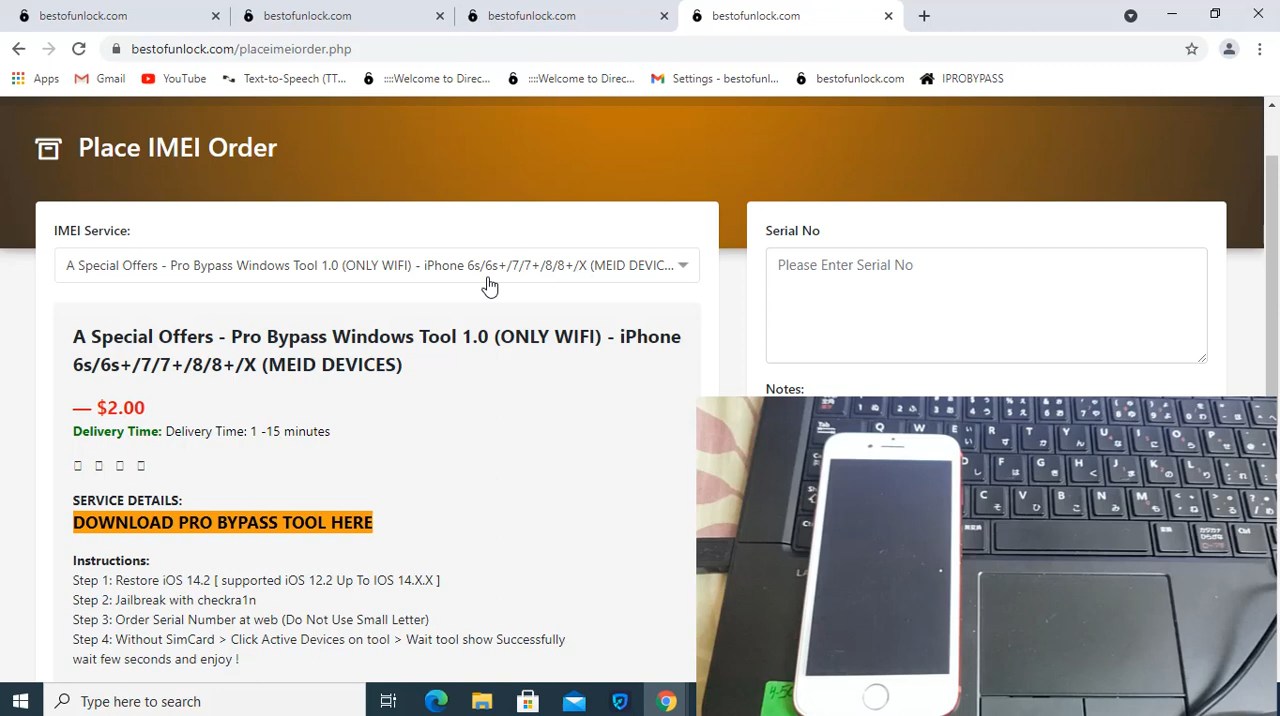 bestofunlock.com bestofunlock.com bestofunlock.com bestofunlock.com
bestofunlock.com/placeimeiorder.php
Apps Gmail YouTube Text-to-Speech (TT... ::::Welcome to Direc... ::::Welcome to Direc... Settings - bestofunl... bestofunlock.com IPROBYPASS
Place IMEI Order
IMEI Service:
A Special Offers - Pro Bypass Windows Tool 1.0 (ONLY WIFI) - iPhone 6s/6s+/7/7+/8/8+/X (MEID DEVIC...
A Special Offers - Pro Bypass Windows Tool 1.0 (ONLY WIFI) - iPhone
6s/6s+/7/7+/8/8+/X (MEID DEVICES)
— $2.00
Delivery Time: Delivery Time: 1 -15 minutes
SERVICE DETAILS:
DOWNLOAD PRO BYPASS TOOL HERE
Instructions:
Step 1: Restore iOS 14.2 [ supported iOS 12.2 Up To IOS 14.X.X ]
Step 2: Jailbreak with checkra1n
Step 3: Order Serial Number at web (Do Not Use Small Letter)
Step 4: Without SimCard > Click Active Devices on tool > Wait tool show Successfully
wait few seconds and enjoy !
Serial No
Please Enter Serial No
Notes:
Tab Q W E R T Y U I O P
D F G H J K L
C V B N M
Ctrl
Type here to search